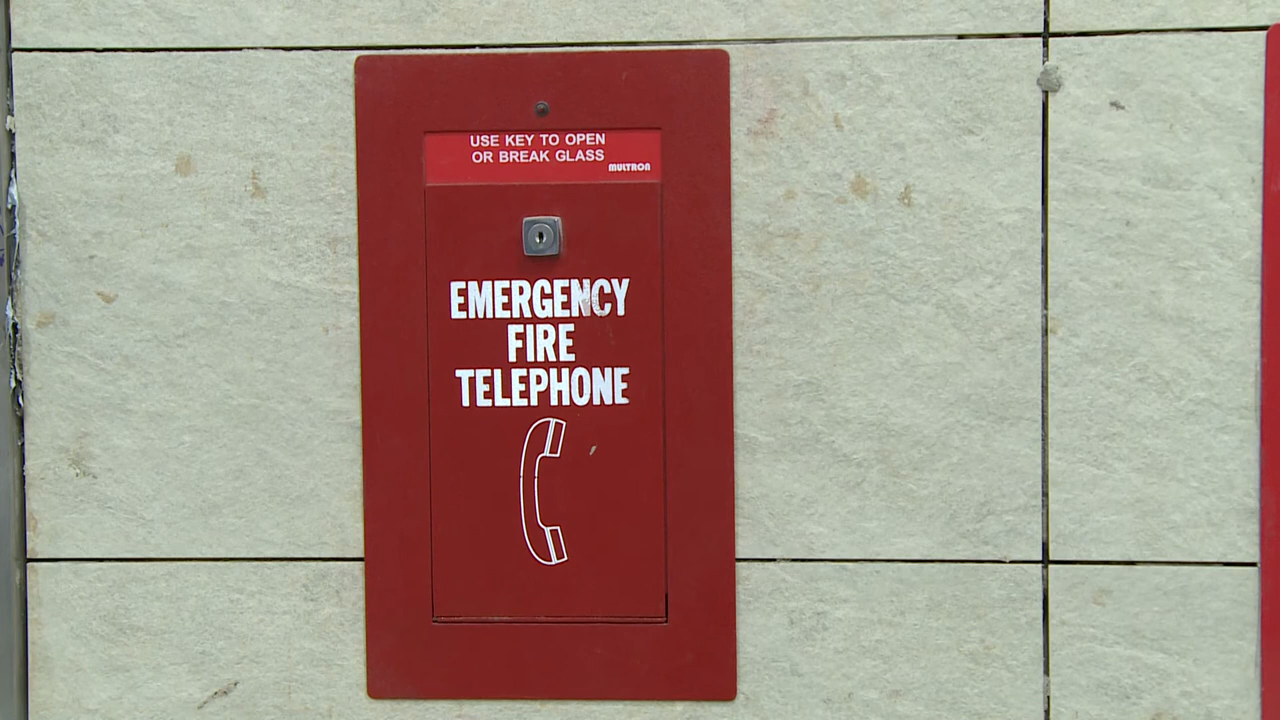 USE KEY TO OPEN
OR BREAK GLASS
MULTRON
EMERGENCY
FIRE
TELEPHONE